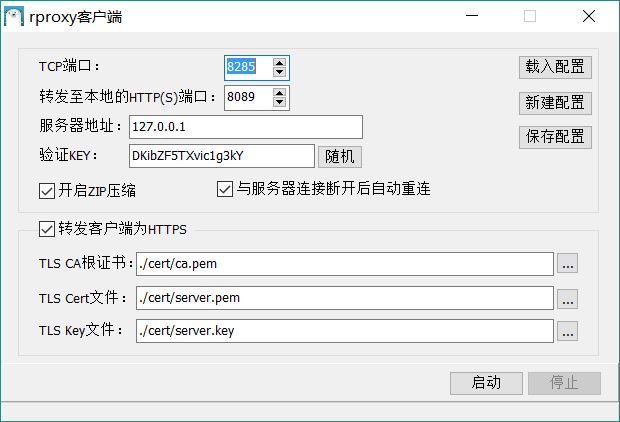 rproxy客户端
TCP端口： 8285 载入配置
转发至本地的HTTP(S)端口： 8089 新建配置
服务器地址： 127.0.0.1 保存配置
验证KEY： DKibZF5TXvic1g3kY 随机
开启ZIP压缩 与服务器连接断开后自动重连
转发客户端为HTTPS
TLS CA根证书： ./cert/ca.pem ...
TLS Cert文件： ./cert/server.pem ...
TLS Key文件： ./cert/server.key ...
启动 停止